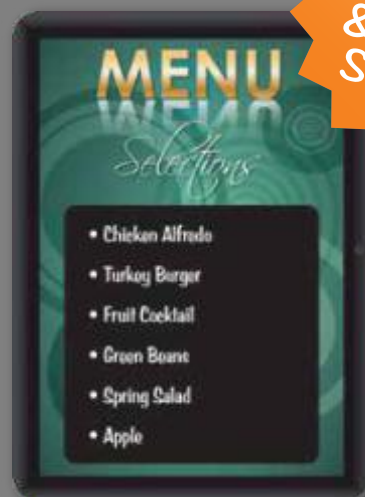 &
S
MENU
Selections
• Chicken Alfredo
• Turkey Burger
• Fruit Cocktail
• Green Beans
• Spring Salad
• Apple